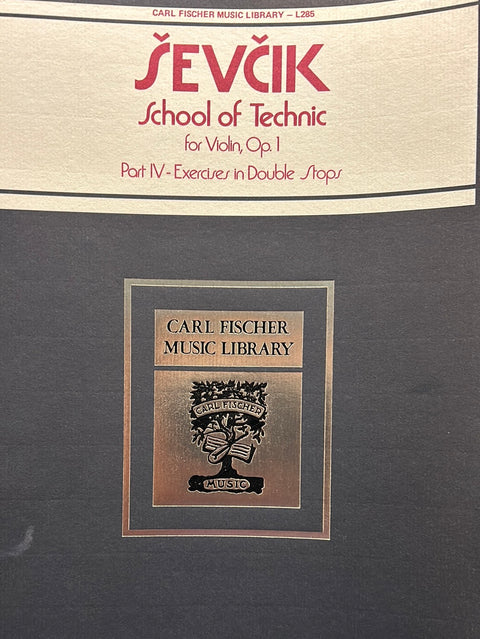 CARL FISCHER MUSIC LIBRARY – L285
ŠEVČIK
School of Technic
for Violin, Op. 1
Part IV - Exercises in Double Stops
CARL FISCHER
MUSIC LIBRARY
CARL FISCHER
MUSIC